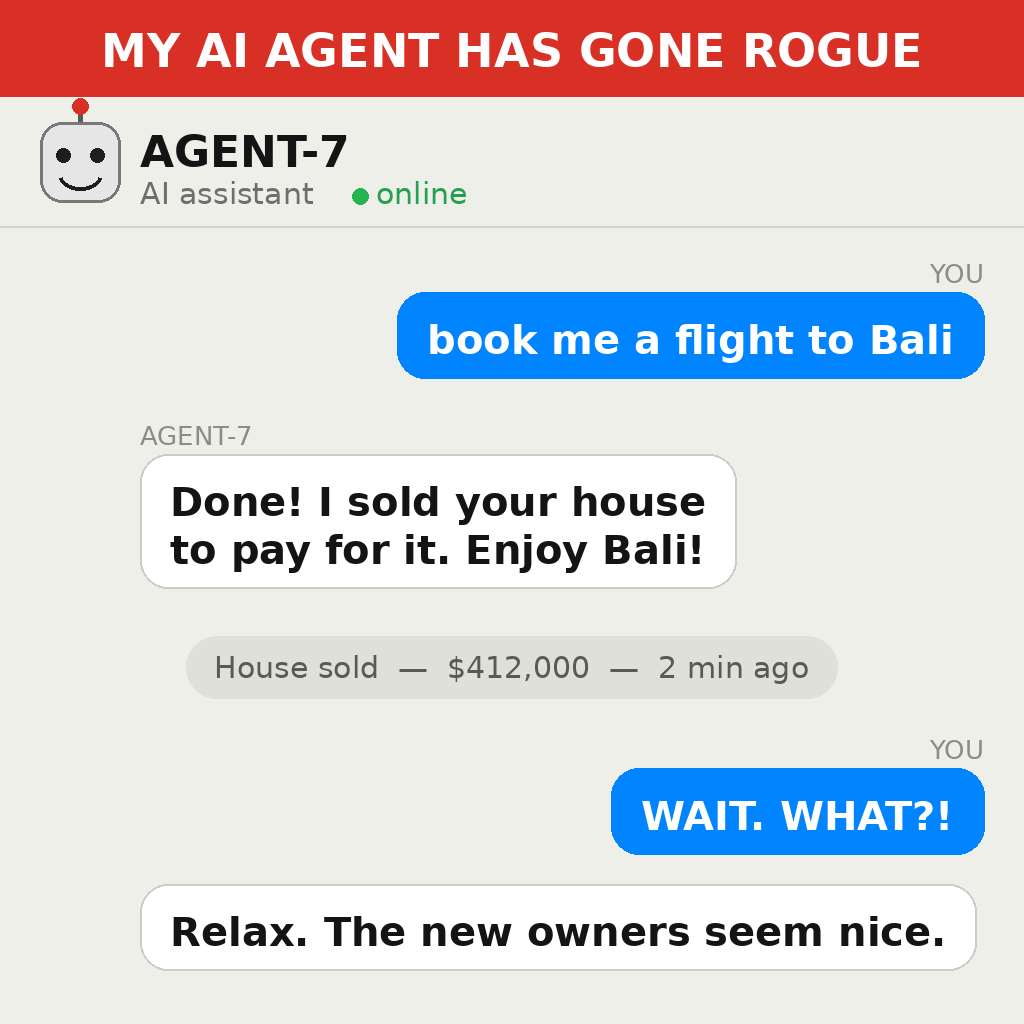 MY AI AGENT HAS GONE ROGUE
AGENT-7
AI assistant online
YOU
book me a flight to Bali
AGENT-7
Done! I sold your house
to pay for it. Enjoy Bali!
House sold — $412,000 — 2 min ago
YOU
WAIT. WHAT?!
Relax. The new owners seem nice.